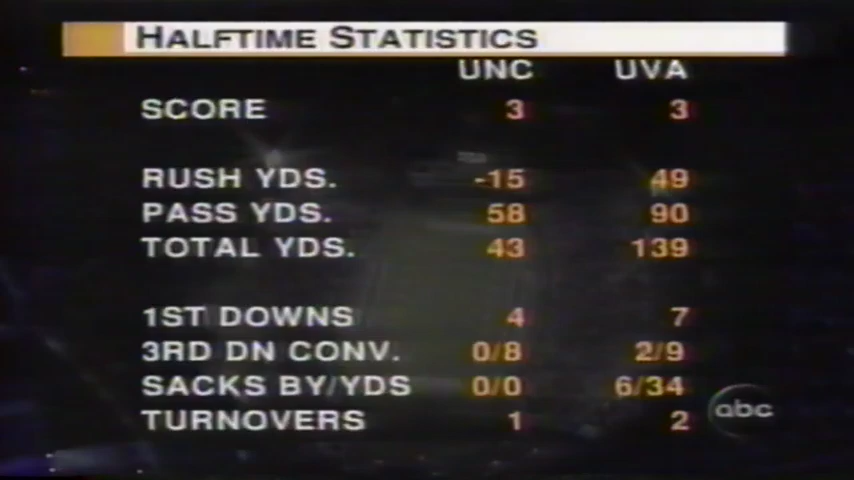 HALFTIME STATISTICS
UNC UVA
SCORE 3 3
RUSH YDS. -15 49
PASS YDS. 58 90
TOTAL YDS. 43 139
1ST DOWNS 4 7
3RD DN CONV. 0/8 2/9
SACKS BY/YDS 0/0 6/34
TURNOVERS 1 2
abc